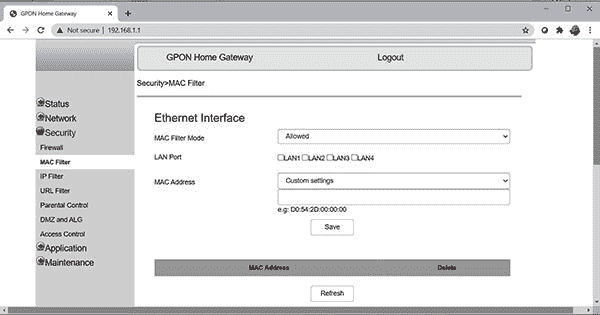 GPON Home Gateway
Not secure | 192.168.1.1
GPON Home Gateway Logout
Security>MAC Filter
Status
Network
Security
Firewall
MAC Filter
IP Filter
URL Filter
Parental Control
DMZ and ALG
Access Control
Application
Maintenance
Ethernet Interface
MAC Filter Mode Allowed
LAN Port LAN1 LAN2 LAN3 LAN4
MAC Address Custom settings
e.g: D0:54:2D:00:00:00
Save
MAC Address Delete
Refresh